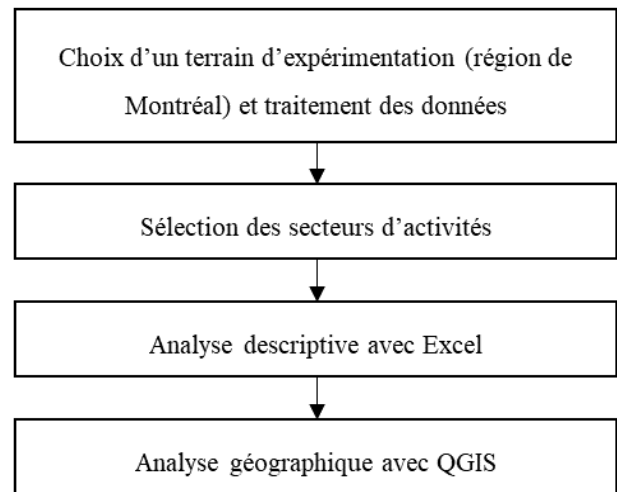 Choix d’un terrain d’expérimentation (région de
Montréal) et traitement des données
Sélection des secteurs d’activités
Analyse descriptive avec Excel
Analyse géographique avec QGIS